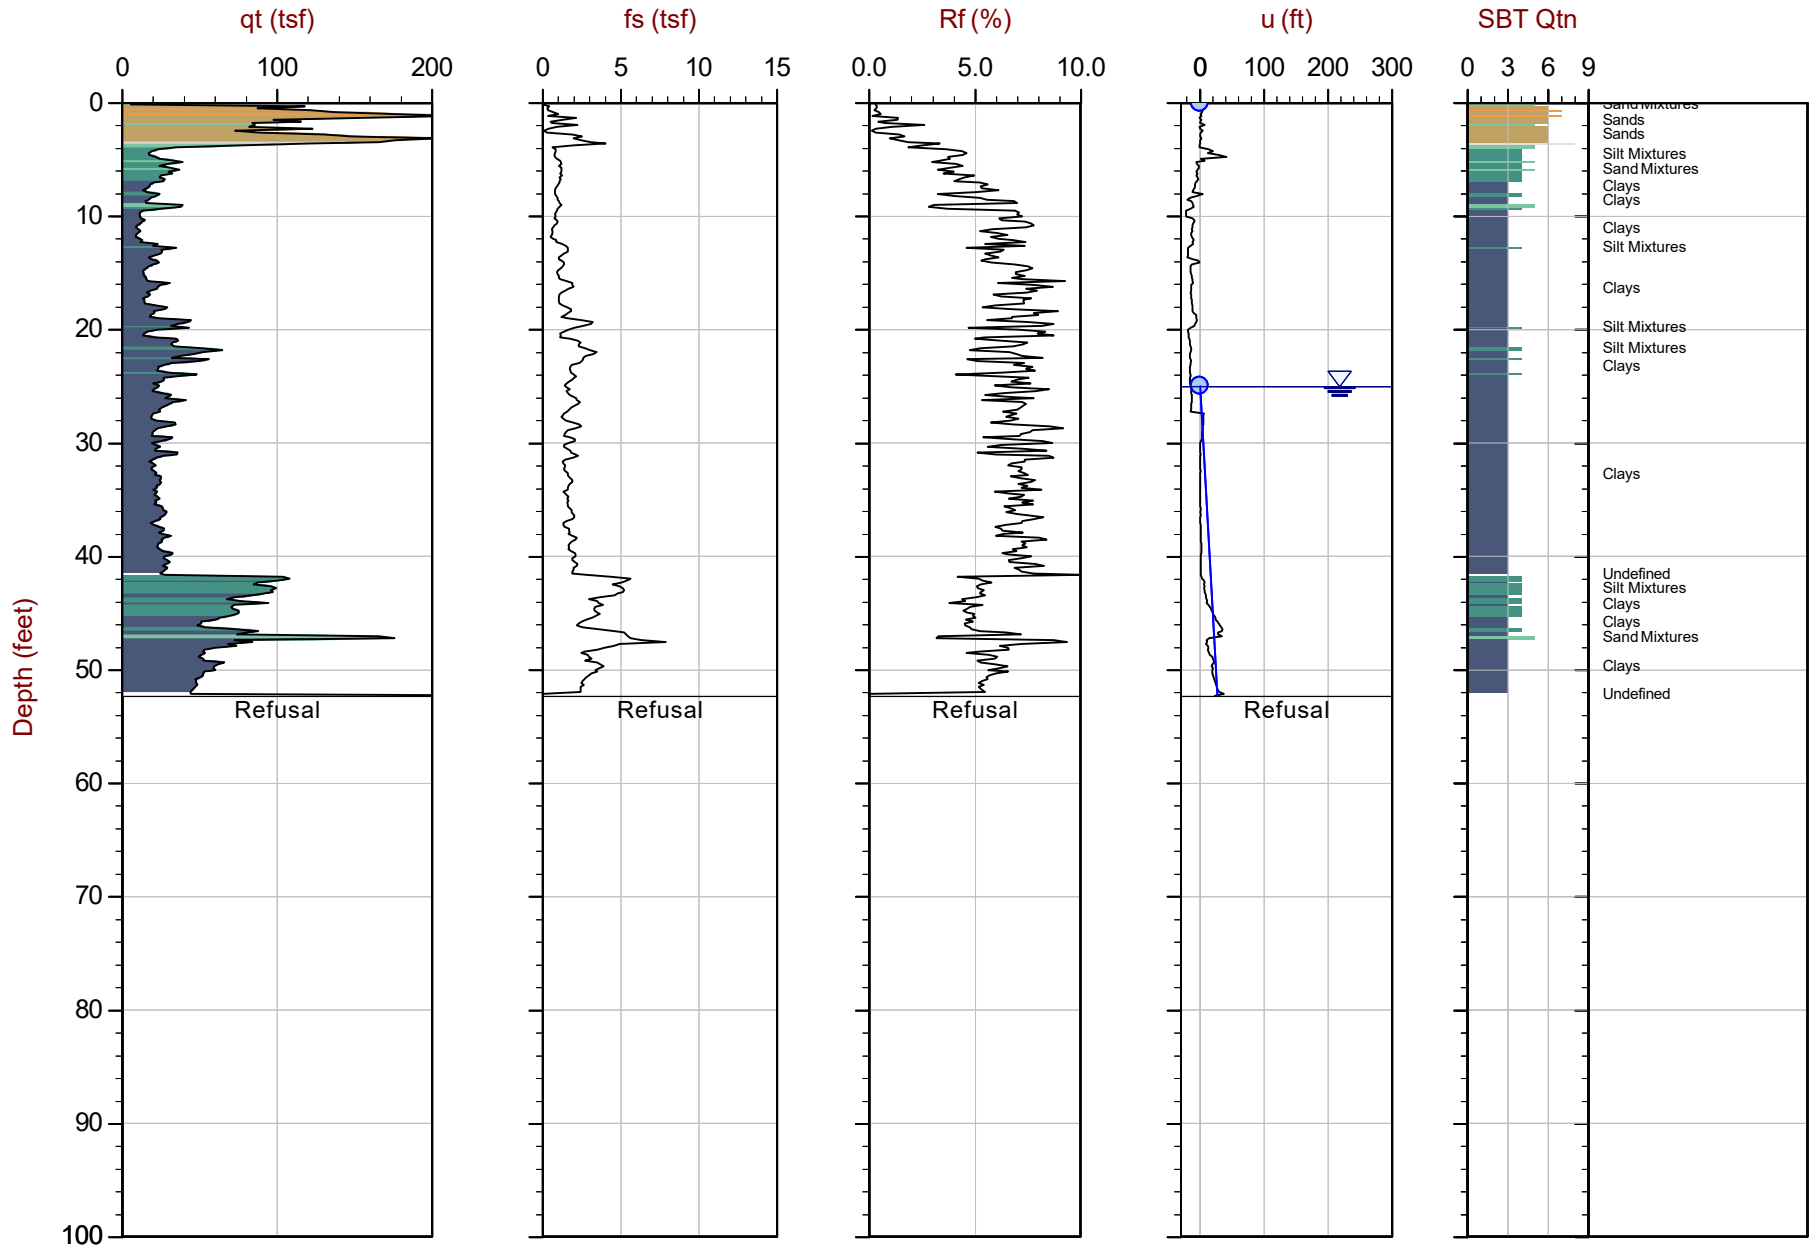 qt (tsf)
fs (tsf)
Rf (%)
u (ft)
SBT Qtn
0 100 200
0 5 10 15
0.0 5.0 10.0
0 100 200 300
0 3 6 9
Depth (feet)
0
10
20
30
40
50
60
70
80
90
100
Sand Mixtures
Sands
Sands
Silt Mixtures
Sand Mixtures
Clays
Clays
Clays
Silt Mixtures
Clays
Silt Mixtures
Silt Mixtures
Clays
Clays
Undefined
Silt Mixtures
Clays
Clays
Sand Mixtures
Clays
Undefined
Refusal
Refusal
Refusal
Refusal